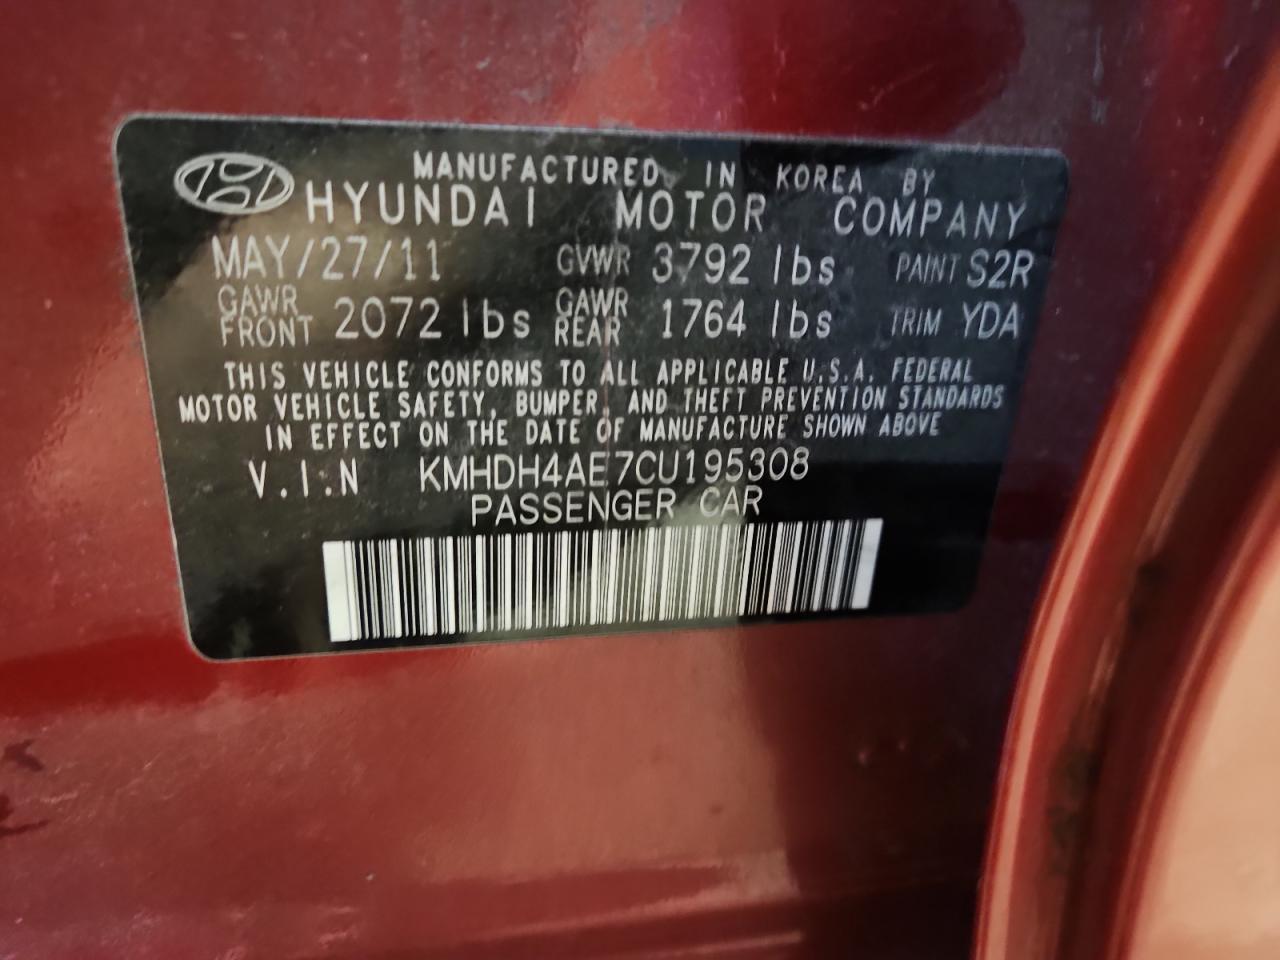 MANUFACTURED IN KOREA BY
HYUNDAI MOTOR COMPANY
MAY/27/11 GVWR 3792 lbs PAINT S2R
GAWR FRONT 2072 lbs GAWR REAR 1764 lbs TRIM YDA
THIS VEHICLE CONFORMS TO ALL APPLICABLE U.S.A. FEDERAL
MOTOR VEHICLE SAFETY, BUMPER, AND THEFT PREVENTION STANDARDS
IN EFFECT ON THE DATE OF MANUFACTURE SHOWN ABOVE
V.I.N KMHDH4AE7CU195308
PASSENGER CAR